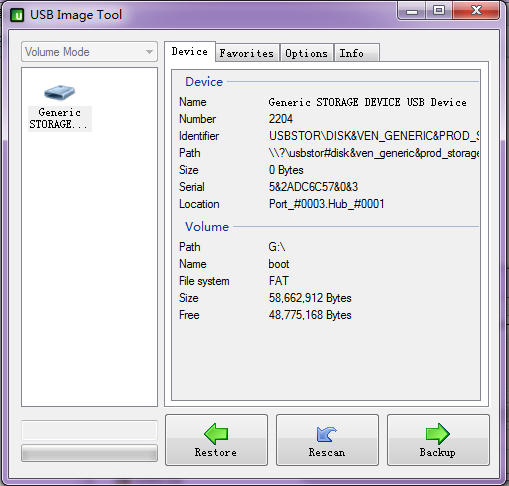 USB Image Tool
Volume Mode
Device Favorites Options Info
Generic
STORAGE...
Device
Name Generic STORAGE DEVICE USB Device
Number 2204
Identifier USBSTOR\DISK&VEN_GENERIC&PROD_S
Path \\?\usbstor#disk&ven_generic&prod_storage
Size 0 Bytes
Serial 5&2ADC6C57&0&3
Location Port_#0003.Hub_#0001
Volume
Path G:\
Name boot
File system FAT
Size 58,662,912 Bytes
Free 48,775,168 Bytes
Restore Rescan Backup